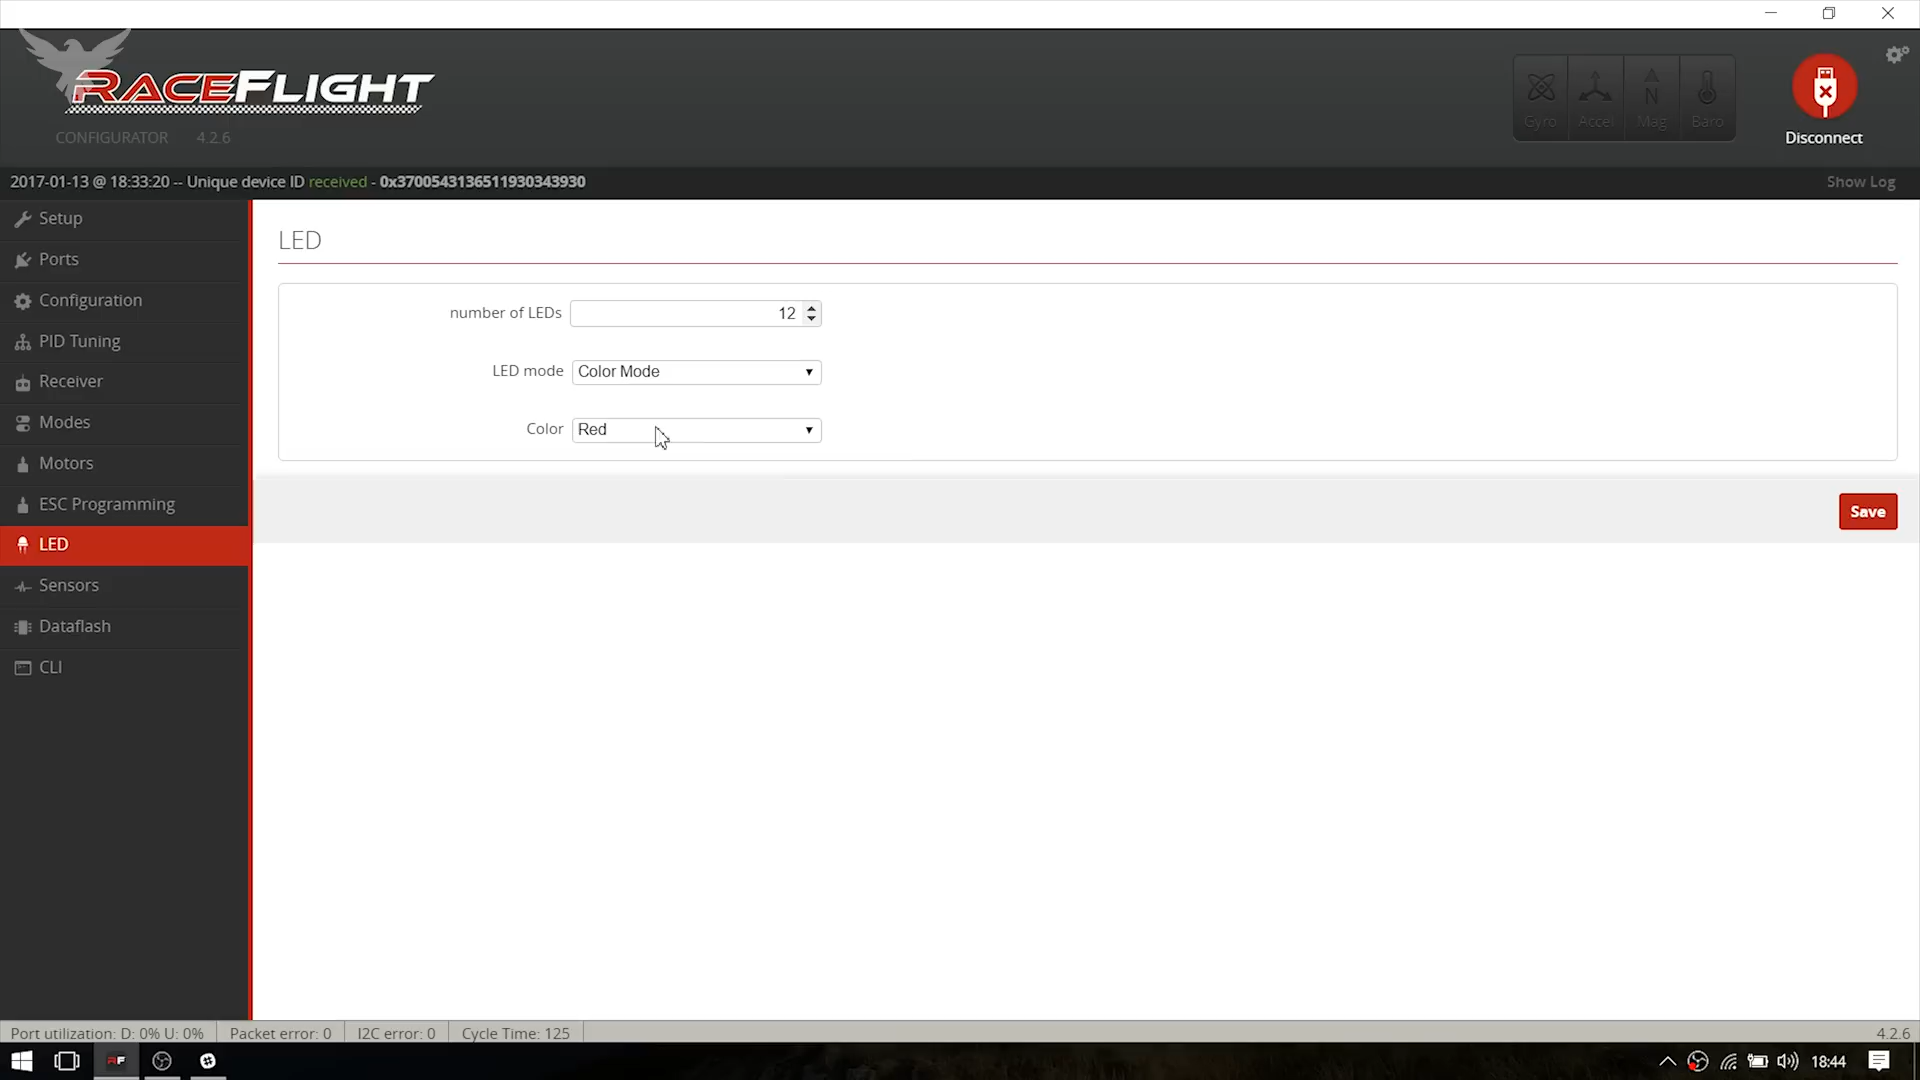 RACEFLIGHT
CONFIGURATOR 4.2.6
Gyro Accel Mag Baro
N
Disconnect
2017-01-13 @ 18:33:20 -- Unique device ID received - 0x3700543136511930343930
Show Log
Setup
Ports
Configuration
PID Tuning
Receiver
Modes
Motors
ESC Programming
LED
Sensors
Dataflash
CLI
LED
number of LEDs 12
LED mode Color Mode
Color Red
Save
Port utilization: D: 0% U: 0% Packet error: 0 I2C error: 0 Cycle Time: 125 4.2.6
RF
18:44